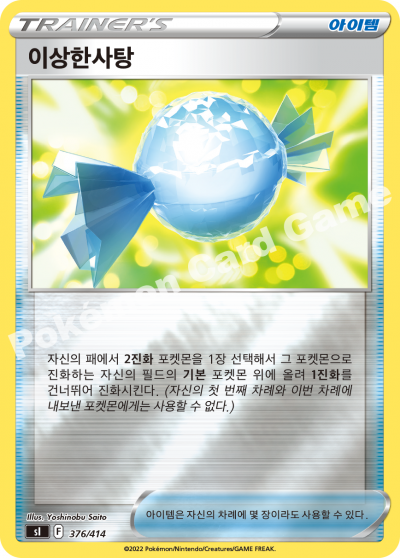 TRAINER'S
아이템
이상한사탕
Pokémon Card Game
자신의 패에서 2진화 포켓몬을 1장 선택해서 그 포켓몬으로
진화하는 자신의 필드의 기본 포켓몬 위에 올려 1진화를
건너뛰어 진화시킨다. (자신의 첫 번째 차례와 이번 차례에
내보낸 포켓몬에게는 사용할 수 없다.)
Illus. Yoshinobu Saito
sI F 376/414
아이템은 자신의 차례에 몇 장이라도 사용할 수 있다.
©2022 Pokémon/Nintendo/Creatures/GAME FREAK.